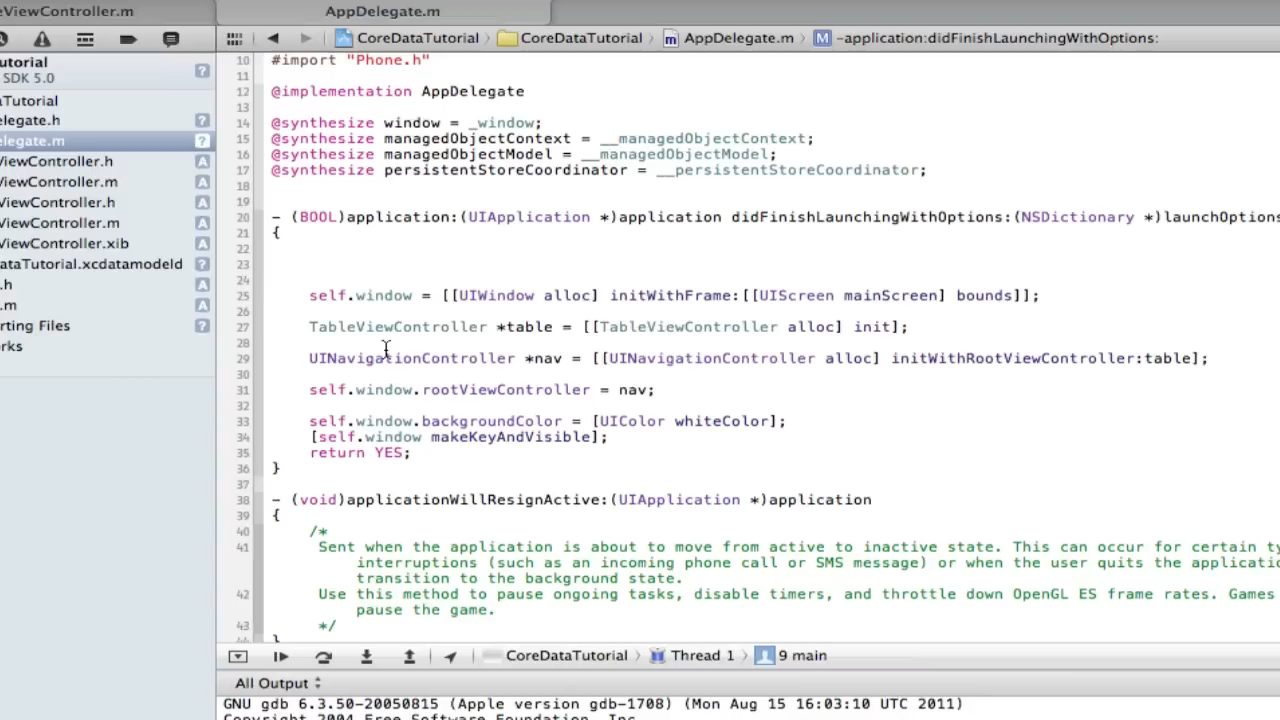 eViewController.m
AppDelegate.m
CoreDataTutorial CoreDataTutorial AppDelegate.m M -application:didFinishLaunchingWithOptions:
utorial
SDK 5.0
?
aTutorial
elegate.h ?
elegate.m ?
ViewController.h A
ViewController.m A
ViewController.h A
ViewController.m A
ViewController.xib A
ataTutorial.xcdatamodeld ?
.h A
.m A
rting Files ?
rks
10 #import "Phone.h"
11
12 @implementation AppDelegate
13
14 @synthesize window = _window;
15 @synthesize managedObjectContext = __managedObjectContext;
16 @synthesize managedObjectModel = __managedObjectModel;
17 @synthesize persistentStoreCoordinator = __persistentStoreCoordinator;
18
19
20 - (BOOL)application:(UIApplication *)application didFinishLaunchingWithOptions:(NSDictionary *)launchOptions
21 {
22
23
24
25 self.window = [[UIWindow alloc] initWithFrame:[[UIScreen mainScreen] bounds]];
26
27 TableViewController *table = [[TableViewController alloc] init];
28
29 UINavigationController *nav = [[UINavigationController alloc] initWithRootViewController:table];
30
31 self.window.rootViewController = nav;
32
33 self.window.backgroundColor = [UIColor whiteColor];
34 [self.window makeKeyAndVisible];
35 return YES;
36 }
37
38 - (void)applicationWillResignActive:(UIApplication *)application
39 {
40 /*
41 Sent when the application is about to move from active to inactive state. This can occur for certain ty
interruptions (such as an incoming phone call or SMS message) or when the user quits the applicatio
transition to the background state.
42 Use this method to pause ongoing tasks, disable timers, and throttle down OpenGL ES frame rates. Games
pause the game.
43 */
44 }
CoreDataTutorial Thread 1 9 main
All Output
GNU gdb 6.3.50-20050815 (Apple version gdb-1708) (Mon Aug 15 16:03:10 UTC 2011)
Copyright 2004 Free Software Foundation, Inc.